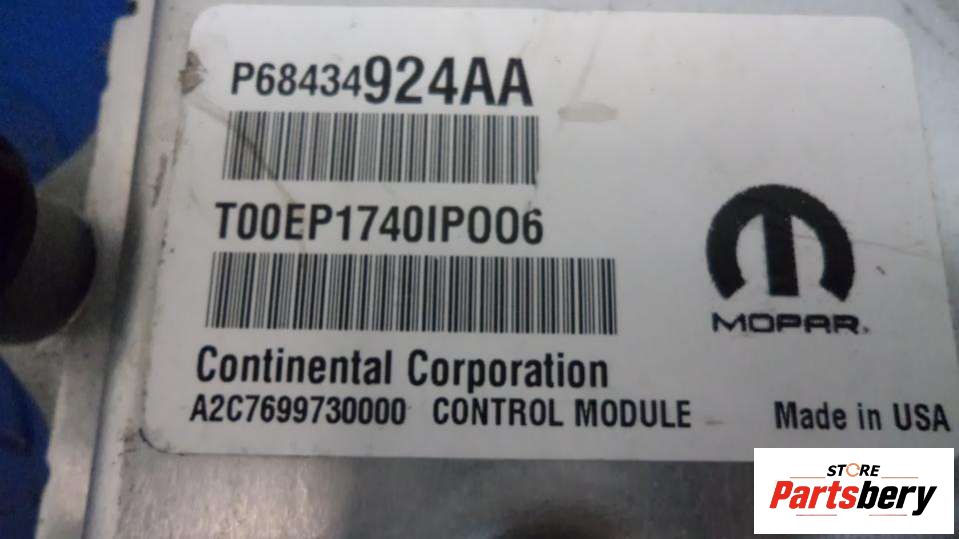 P68434924AA
T00EP1740IP006
MOPAR
Continental Corporation
A2C7699730000 CONTROL MODULE Made in USA
STORE
Partsbery